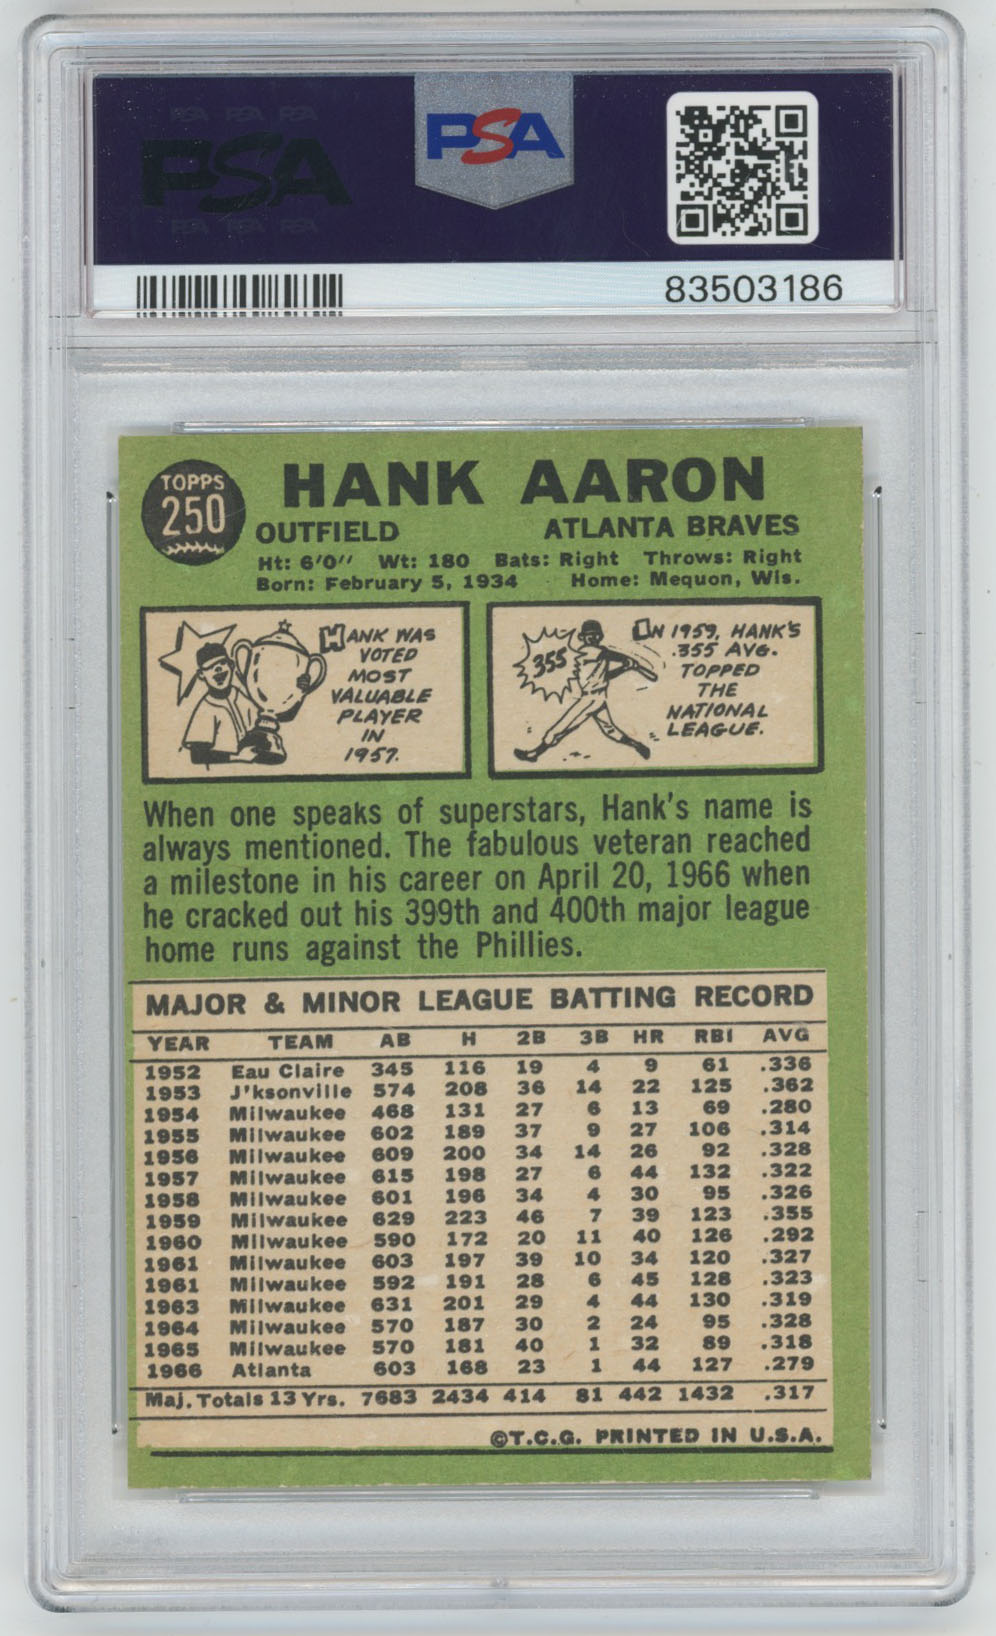 PSA PSA PSA
PSA
PSA PSA PSA
PSA
83503186
TOPPS
250
HANK AARON
OUTFIELD ATLANTA BRAVES
Ht: 6'0'' Wt: 180 Bats: Right Throws: Right
Born: February 5, 1934 Home: Mequon, Wis.
HANK WAS
VOTED
MOST
VALUABLE
PLAYER
IN
1957.
355
IN 1959, HANK'S
.355 AVG.
TOPPED
THE
NATIONAL
LEAGUE.
When one speaks of superstars, Hank's name is
always mentioned. The fabulous veteran reached
a milestone in his career on April 20, 1966 when
he cracked out his 399th and 400th major league
home runs against the Phillies.
MAJOR & MINOR LEAGUE BATTING RECORD
YEAR TEAM AB H 2B 3B HR RBI AVG
1952 Eau Claire 345 116 19 4 9 61 .336
1953 J'ksonville 574 208 36 14 22 125 .362
1954 Milwaukee 468 131 27 6 13 69 .280
1955 Milwaukee 602 189 37 9 27 106 .314
1956 Milwaukee 609 200 34 14 26 92 .328
1957 Milwaukee 615 198 27 6 44 132 .322
1958 Milwaukee 601 196 34 4 30 95 .326
1959 Milwaukee 629 223 46 7 39 123 .355
1960 Milwaukee 590 172 20 11 40 126 .292
1961 Milwaukee 603 197 39 10 34 120 .327
1961 Milwaukee 592 191 28 6 45 128 .323
1963 Milwaukee 631 201 29 4 44 130 .319
1964 Milwaukee 570 187 30 2 24 95 .328
1965 Milwaukee 570 181 40 1 32 89 .318
1966 Atlanta 603 168 23 1 44 127 .279
Maj. Totals 13 Yrs. 7683 2434 414 81 442 1432 .317
©T.C.G. PRINTED IN U.S.A.